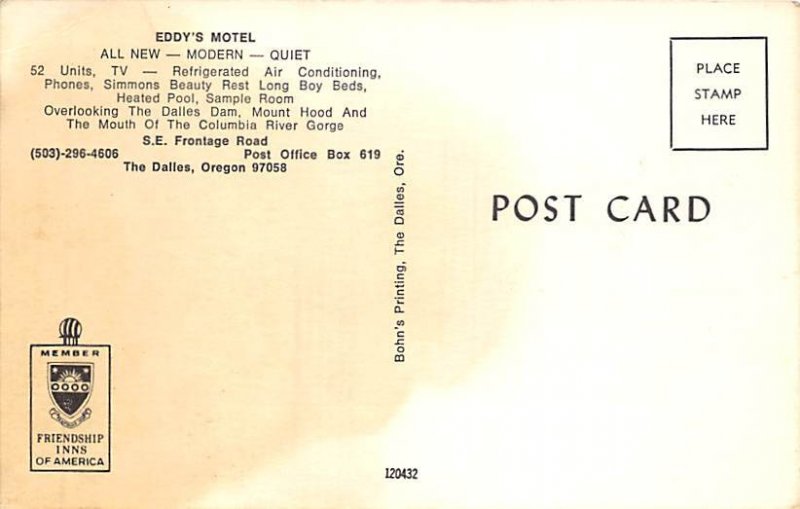 EDDY'S MOTEL
ALL NEW — MODERN — QUIET
52 Units, TV — Refrigerated Air Conditioning,
Phones, Simmons Beauty Rest Long Boy Beds,
Heated Pool, Sample Room
Overlooking The Dalles Dam, Mount Hood And
The Mouth Of The Columbia River Gorge
S.E. Frontage Road
(503)-296-4606 Post Office Box 619
The Dalles, Oregon 97058
MEMBER
FRIENDSHIP
INNS
OF AMERICA
Bohn's Printing, The Dalles, Ore.
120432
PLACE
STAMP
HERE
POST CARD